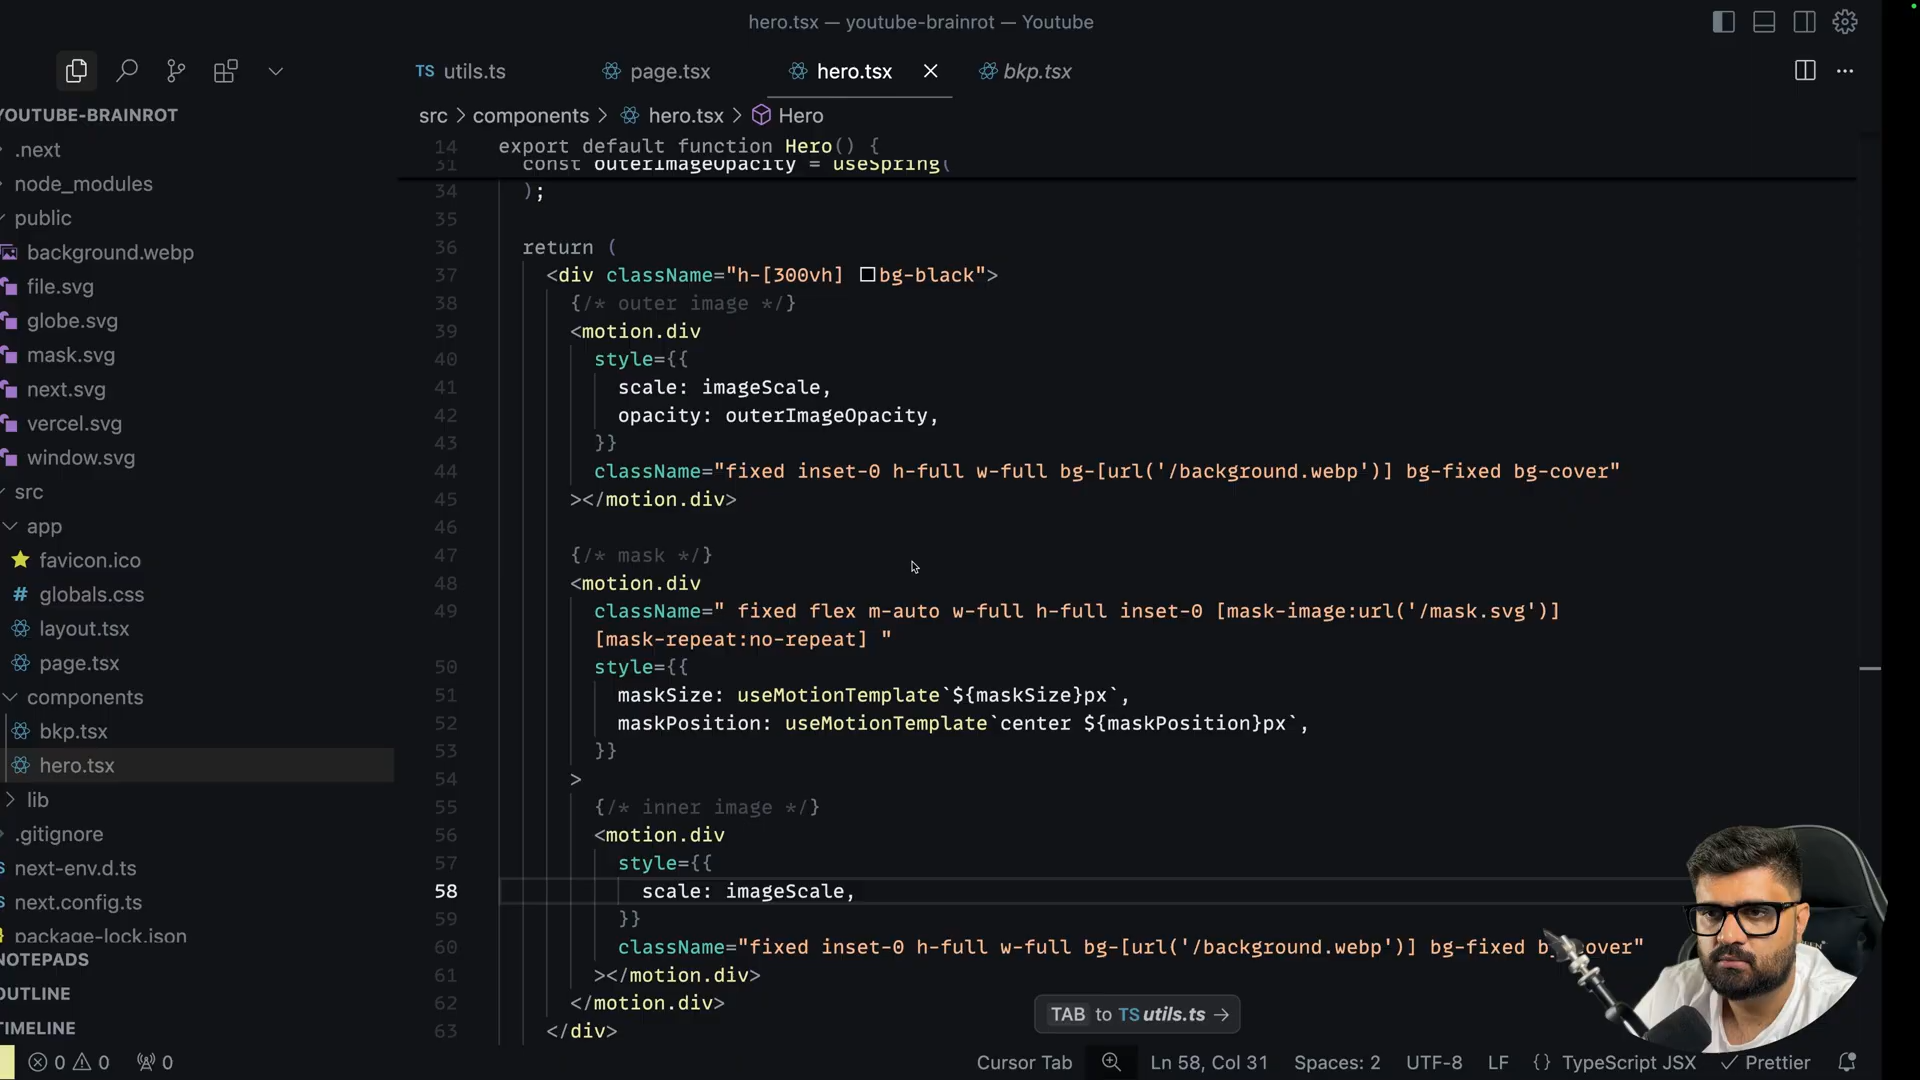 hero.tsx — youtube-brainrot — Youtube
TS utils.ts
page.tsx
hero.tsx
bkp.tsx
src > components > hero.tsx > Hero
YOUTUBE-BRAINROT
.next
node_modules
public
background.webp
file.svg
globe.svg
mask.svg
next.svg
vercel.svg
window.svg
src
app
favicon.ico
# globals.css
layout.tsx
page.tsx
components
bkp.tsx
hero.tsx
lib
.gitignore
next-env.d.ts
next.config.ts
package-lock.json
NOTEPADS
OUTLINE
TIMELINE
14 export default function Hero() {
31 const outerImageOpacity = useSpring(
34 );
35
36 return (
37 <div className="h-[300vh] bg-black">
38 {/* outer image */}
39 <motion.div
40 style={{
41 scale: imageScale,
42 opacity: outerImageOpacity,
43 }}
44 className="fixed inset-0 h-full w-full bg-[url('/background.webp')] bg-fixed bg-cover"
45 ></motion.div>
46
47 {/* mask */}
48 <motion.div
49 className=" fixed flex m-auto w-full h-full inset-0 [mask-image:url('/mask.svg')]
[mask-repeat:no-repeat] "
50 style={{
51 maskSize: useMotionTemplate`${maskSize}px`,
52 maskPosition: useMotionTemplate`center ${maskPosition}px`,
53 }}
54 >
55 {/* inner image */}
56 <motion.div
57 style={{
58 scale: imageScale,
59 }}
60 className="fixed inset-0 h-full w-full bg-[url('/background.webp')] bg-fixed cover"
61 ></motion.div>
62 </motion.div>
63 </div>
TAB to TS utils.ts →
0 0 0
Cursor Tab
Ln 58, Col 31
Spaces: 2
UTF-8
LF
{} TypeScript JSX
Prettier